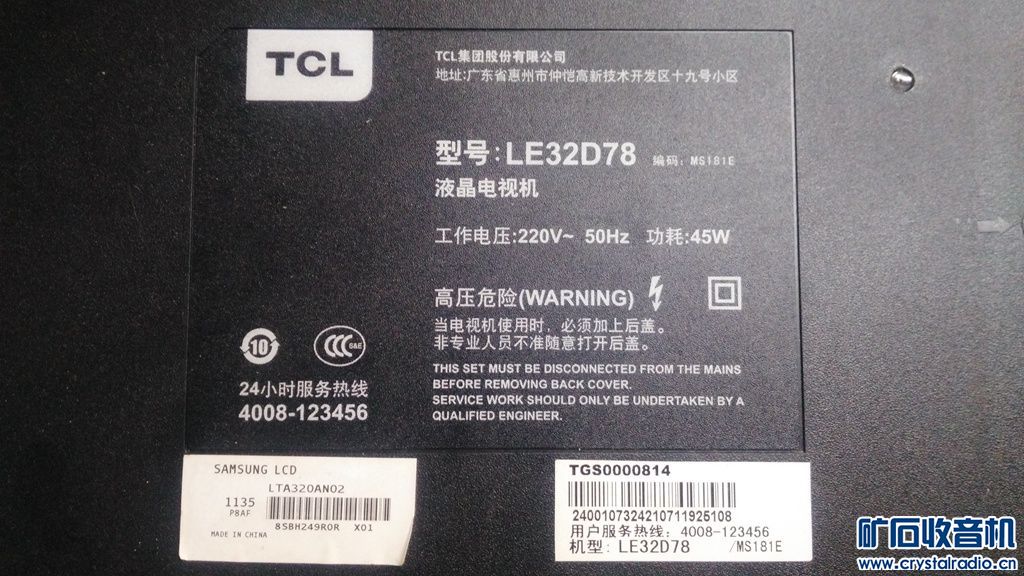 TCL
TCL集团股份有限公司
地址:广东省惠州市仲恺高新技术开发区十九号小区
型号:LE32D78 编码: MS181E
液晶电视机
工作电压:220V~ 50Hz 功耗:45W
高压危险(WARNING)
当电视机使用时，必须加上后盖。
非专业人员不准随意打开后盖。
THIS SET MUST BE DISCONNECTED FROM THE MAINS
BEFORE REMOVING BACK COVER.
SERVICE WORK SHOULD ONLY BE UNDERTAKEN BY A
QUALIFIED ENGINEER.
10
CCC S&E
24小时服务热线
4008-123456
SAMSUNG LCD
LTA320AN02
1135
P8AF
8SBH249R0R X01
MADE IN CHINA
TGS0000814
2400107324210711925108
用户服务热线: 4008-123456
机型: LE32D78 /MS181E
矿石收音机
www.crystalradio.cn